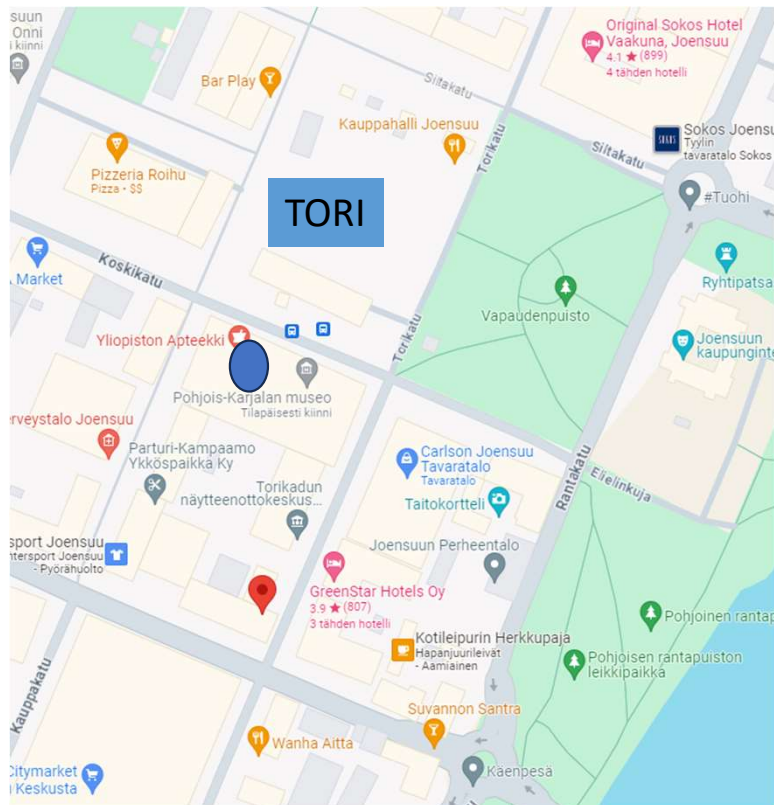 suun
Onni
i kiinni
Bar Play
Siltakatu
Original Sokos Hotel
Vaakuna, Joensuu
4.1 ★ (899)
4 tähden hotelli
Kauppahalli Joensuu
Torikatu
Siltakatu
SOKOS
Sokos Joensu
Tyylin
tavaratalo Sokos
Pizzeria Roihu
Pizza • $$
TORI
#Tuohi
Market
Koskikatu
Vapaudenpuisto
Ryhtipatsa
Yliopiston Apteekki
Torikatu
Joensuun
kaupunginte
Pohjois-Karjalan museo
Tilapäisesti kiinni
erveystalo Joensuu
Parturi-Kampaamo
Ykköspaikka Ky
Carlson Joensuu
Tavaratalo
Tavaratalo
Rantakatu
Elielinkuja
Torikadun
näytteenottokeskus...
Taitokortteli
sport Joensuu
ntersport Joensuu
- Pyörähuolto
Joensuun Perheentalo
GreenStar Hotels Oy
3.9 ★ (807)
3 tähden hotelli
Pohjoinen rantap
Kotileipurin Herkkupaja
Hapanjuurileivät
- Aamiainen
Pohjoisen rantapuiston
leikkipaikka
Kauppakatu
Suvannon Santra
Wanha Aitta
Citymarket
n Keskusta
Käenpesä